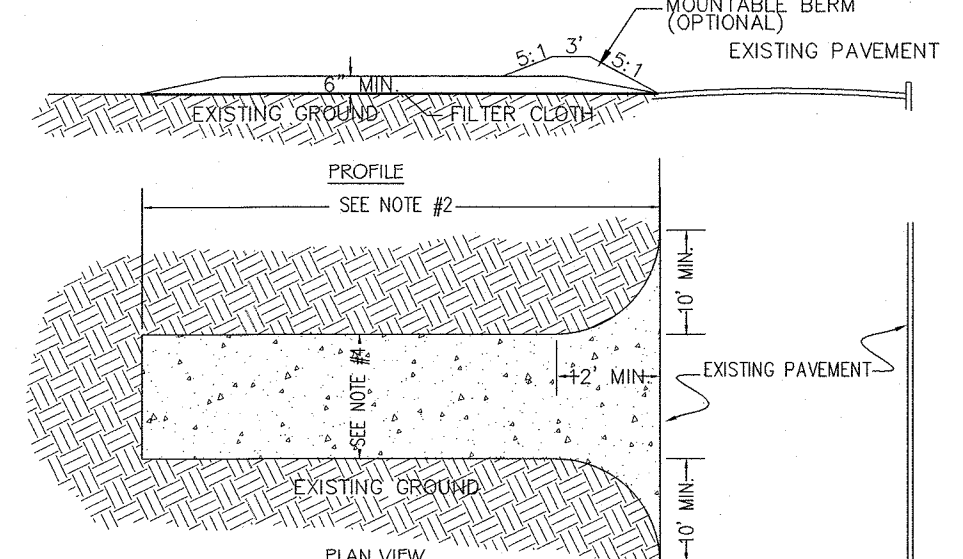 MOUNTABLE BERM
(OPTIONAL)
5:1 3' 5:1
EXISTING PAVEMENT
6" MIN.
EXISTING GROUND
FILTER CLOTH
PROFILE
SEE NOTE #2
10' MIN.
SEE NOTE #4
12' MIN.
EXISTING PAVEMENT
EXISTING GROUND
10' MIN.
PLAN VIEW